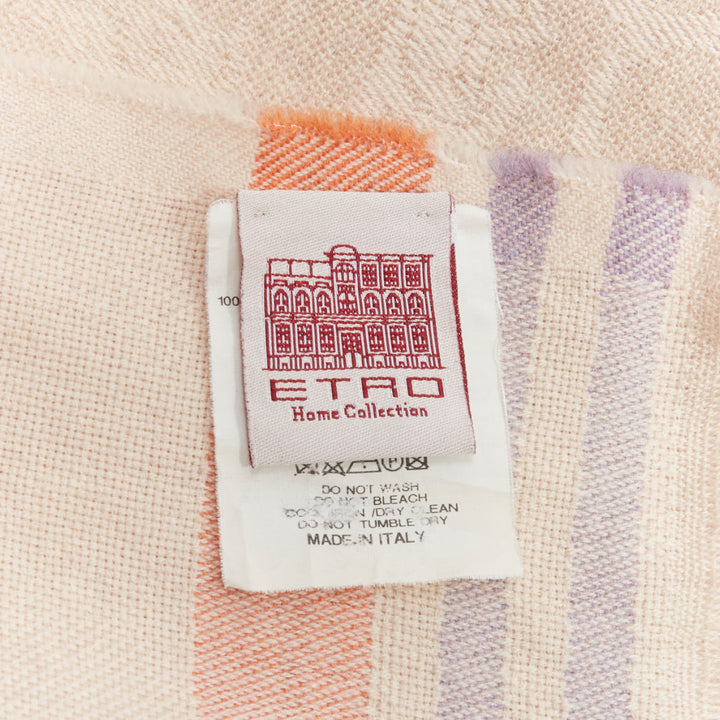 100
ETRO
Home Collection
DO NOT WASH
DO NOT BLEACH
COOL IRON /DRY CLEAN
DO NOT TUMBLE DRY
MADE IN ITALY